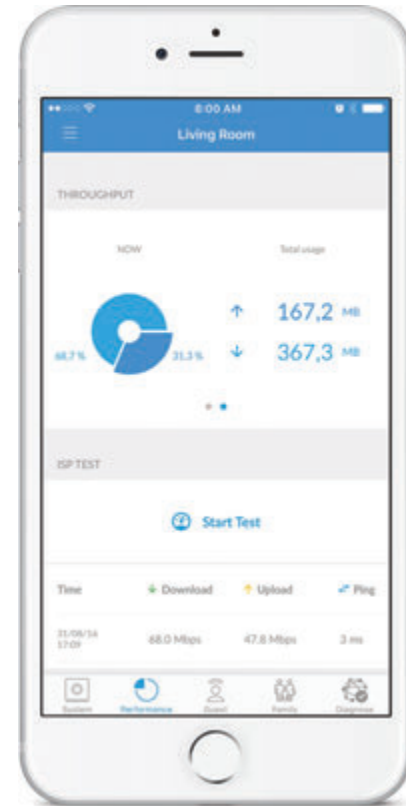 8:00 AM
Living Room
THROUGHPUT
NOW
Total usage
↑ 167,2 MB
68.7 %
31.3 %
↓ 367,3 MB
ISP TEST
Start Test
Time Download Upload Ping
31/08/16 17:09
68.0 Mbps 47.8 Mbps 3 ms
System Performance Guest Family Diagnose